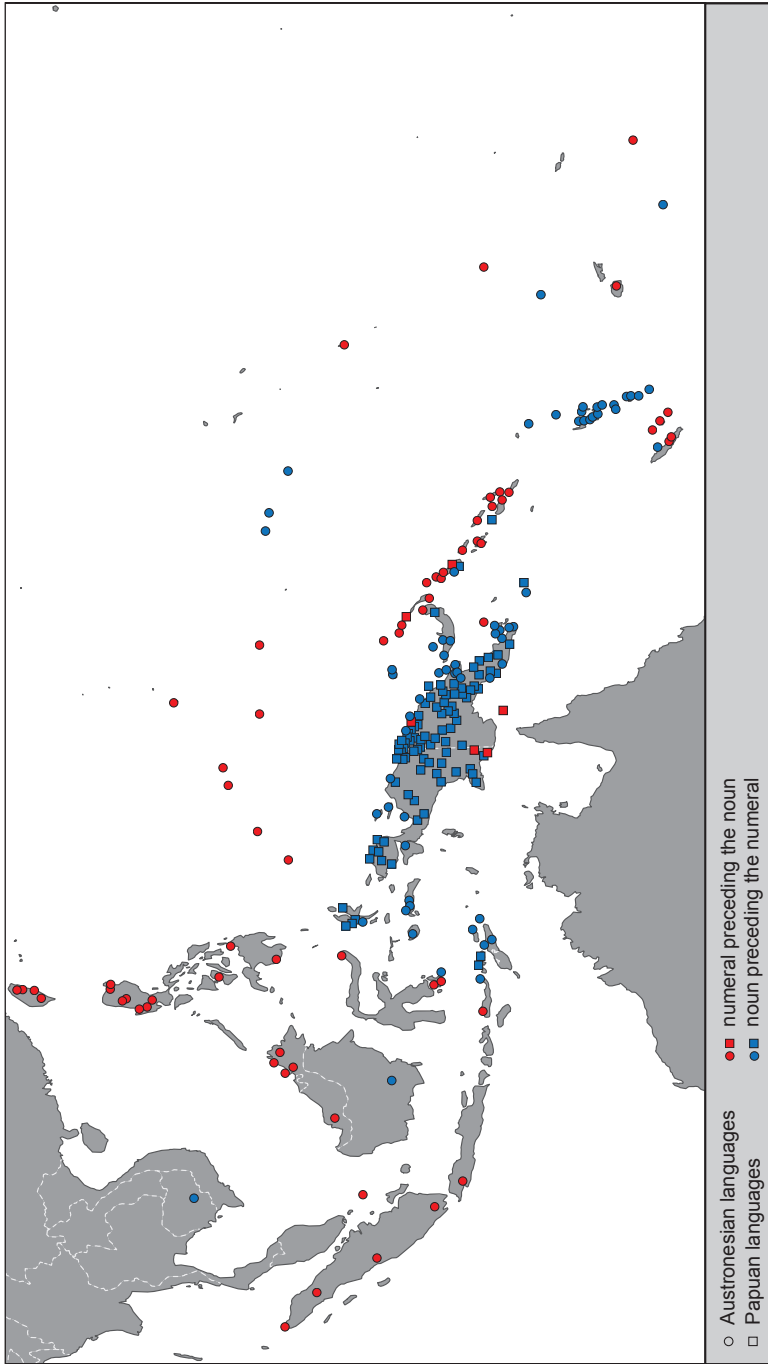 Austronesian languages
Papuan languages
numeral preceding the noun
noun preceding the numeral